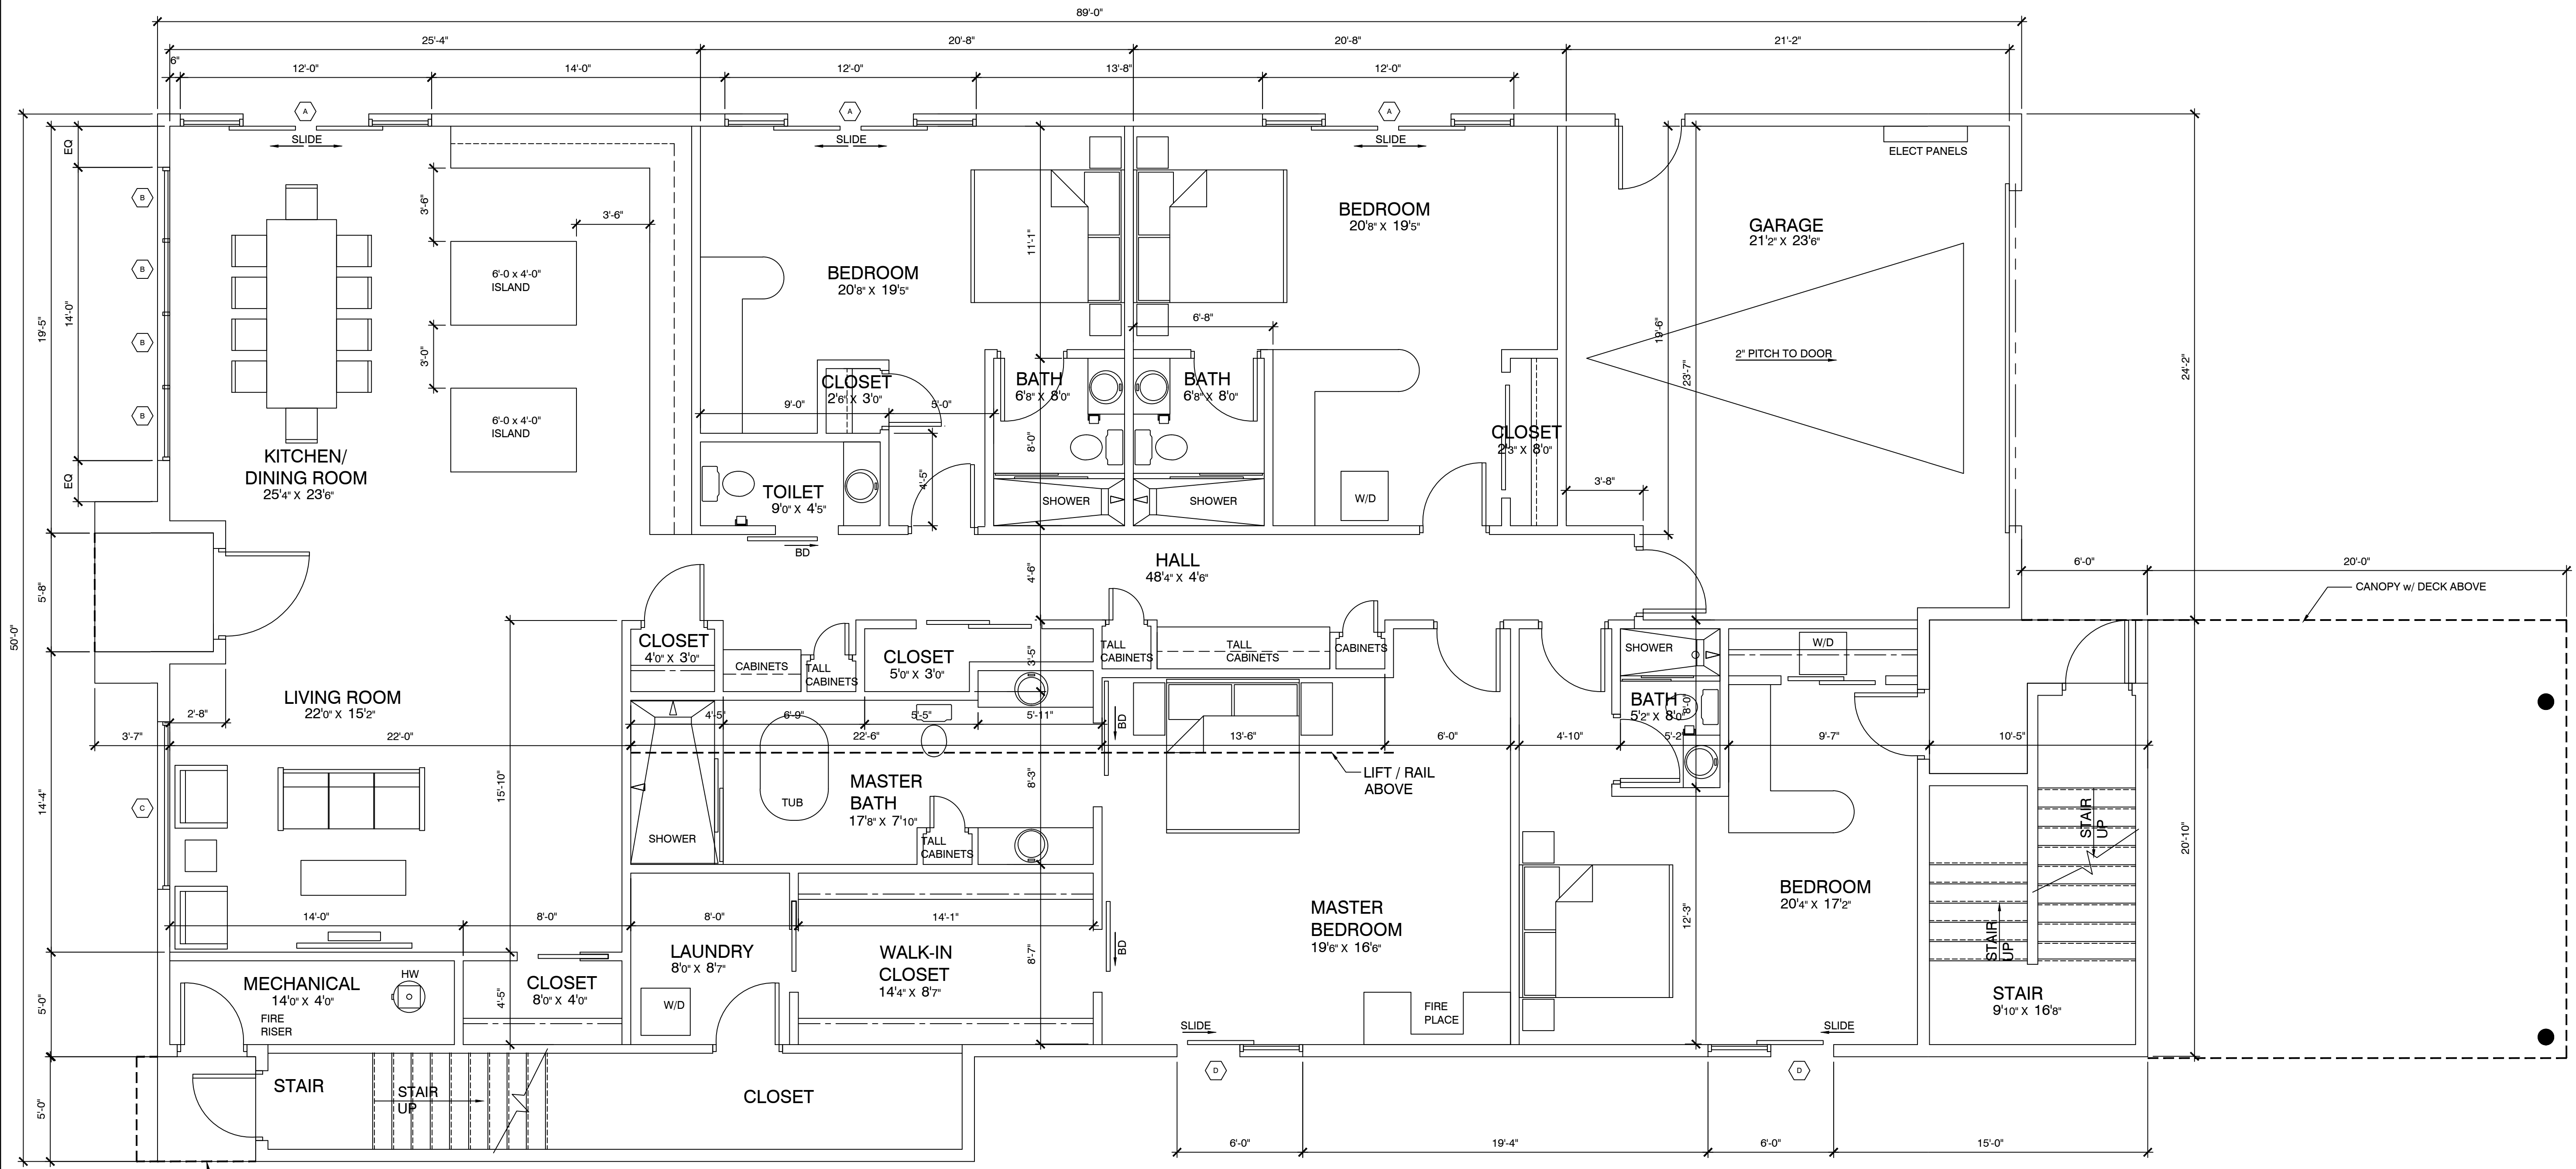 89'-0"
25'-4"
20'-8"
20'-8"
21'-2"
6"
12'-0"
14'-0"
12'-0"
13'-8"
12'-0"
A
A
A
SLIDE
SLIDE
SLIDE
ELECT PANELS
EQ
B
B
B
B
14'-0"
19'-5"
EQ
50'-0"
3'-6"
3'-6"
6'-0 x 4'-0"
ISLAND
3'-0"
6'-0 x 4'-0"
ISLAND
KITCHEN/
DINING ROOM
25'4" X 23'6"
BEDROOM
20'8" X 19'5"
11'-1"
BEDROOM
20'8" X 19'5"
6'-8"
GARAGE
21'2" X 23'6"
2" PITCH TO DOOR
19'-6"
23'-7"
24'-2"
CLOSET
2'6" X 3'0"
9'-0"
5'-0"
BATH
6'8" X 8'0"
BATH
6'8" X 8'0"
8'-0"
4'-5"
CLOSET
2'3" X 8'0"
TOILET
9'0" X 4'5"
SHOWER
SHOWER
W/D
3'-8"
BD
HALL
48'4" X 4'6"
4'-6"
5'-8"
6'-0"
20'-0"
CANOPY w/ DECK ABOVE
CLOSET
4'0" X 3'0"
CABINETS
TALL
CABINETS
CLOSET
5'0" X 3'0"
3'-5"
TALL
CABINETS
TALL
CABINETS
CABINETS
SHOWER
W/D
LIVING ROOM
22'0" X 15'2"
2'-8"
3'-7"
22'-0"
4'-5"
6'-9"
5'-5"
5'-11"
22'-6"
BD
13'-6"
6'-0"
4'-10"
5'-2"
9'-7"
10'-5"
BATH
5'2" X 8'0"
8'-0"
LIFT / RAIL
ABOVE
15'-10"
14'-4"
C
MASTER
BATH
17'8" X 7'10"
TUB
8'-3"
SHOWER
TALL
CABINETS
STAIR
UP
20'-10"
14'-0"
8'-0"
8'-0"
14'-1"
MASTER
BEDROOM
19'6" X 16'6"
12'-3"
BEDROOM
20'4" X 17'2"
STAIR
UP
LAUNDRY
8'0" X 8'7"
WALK-IN
CLOSET
14'4" X 8'7"
8'-7"
BD
MECHANICAL
14'0" X 4'0"
HW
FIRE
RISER
CLOSET
8'0" X 4'0"
4'-5"
W/D
5'-0"
FIRE
PLACE
SLIDE
SLIDE
STAIR
9'10" X 16'8"
D
D
STAIR
STAIR
UP
CLOSET
5'-0"
6'-0"
19'-4"
6'-0"
15'-0"